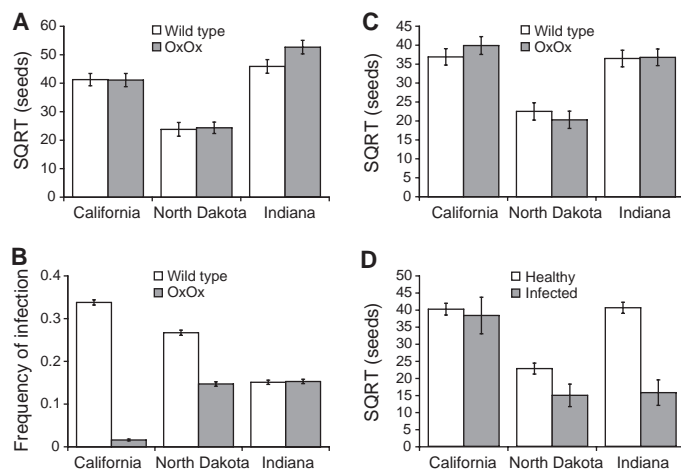 A
Wild type
OxOx
SQRT (seeds)
60
50
40
30
20
10
0
California North Dakota Indiana
C
Wild type
OxOx
SQRT (seeds)
45
40
35
30
25
20
15
10
5
0
California North Dakota Indiana
B
Wild type
OxOx
Frequency of infection
0.4
0.3
0.2
0.1
0
California North Dakota Indiana
D
Healthy
Infected
SQRT (seeds)
50
45
40
35
30
25
20
15
10
5
0
California North Dakota Indiana